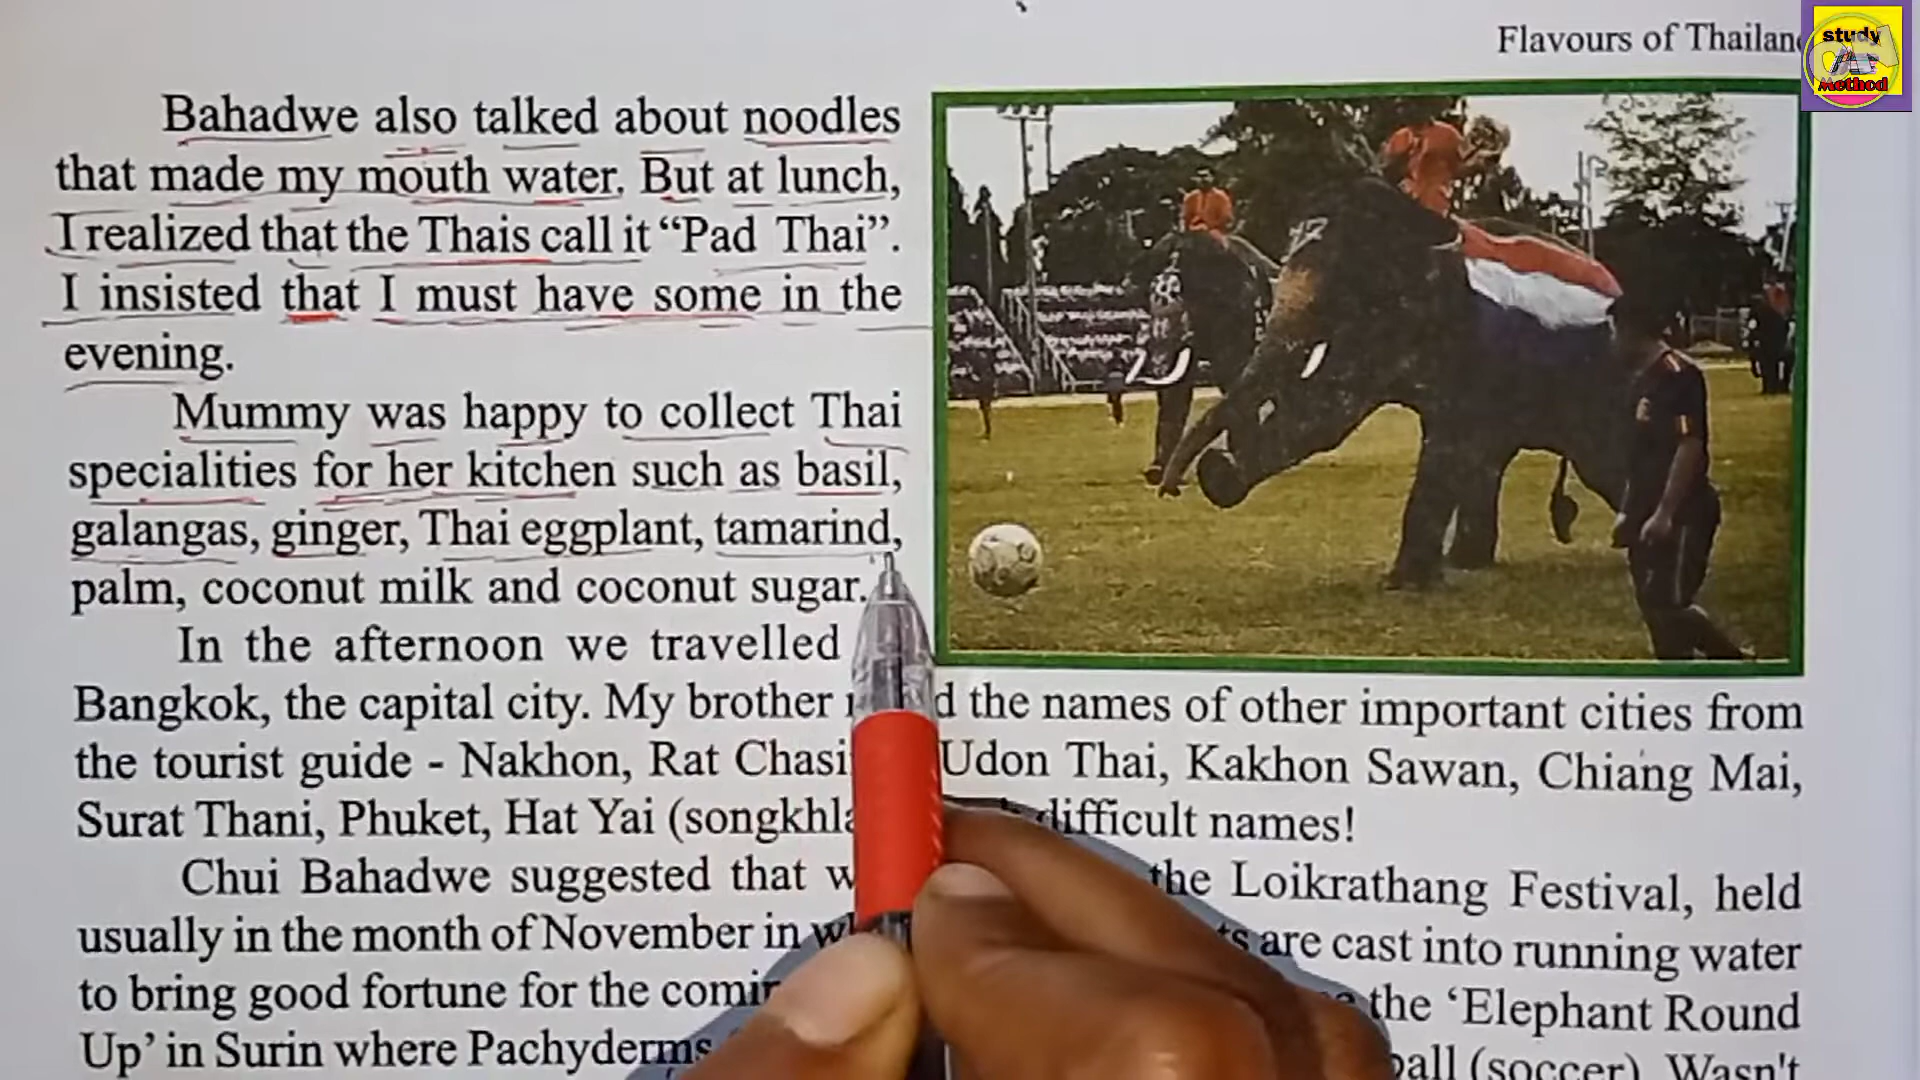 Flavours of Thailand
study
Art
Method
Bahadwe also talked about noodles
that made my mouth water. But at lunch,
I realized that the Thais call it “Pad Thai”.
I insisted that I must have some in the
evening.
Mummy was happy to collect Thai
specialities for her kitchen such as basil,
galangas, ginger, Thai eggplant, tamarind,
palm, coconut milk and coconut sugar.
In the afternoon we travelled
Bangkok, the capital city. My brother the names of other important cities from
the tourist guide - Nakhon, Rat Udon Thai, Kakhon Sawan, Chiang Mai,
Surat Thani, Phuket, Hat Yai difficult names!
Chui Bahadwe suggested that the Loikrathang Festival, held
usually in the month of November in are cast into running water
to bring good fortune for the the ‘Elephant Round
Up’ in Surin where Pachyderms (soccer). Wasn't